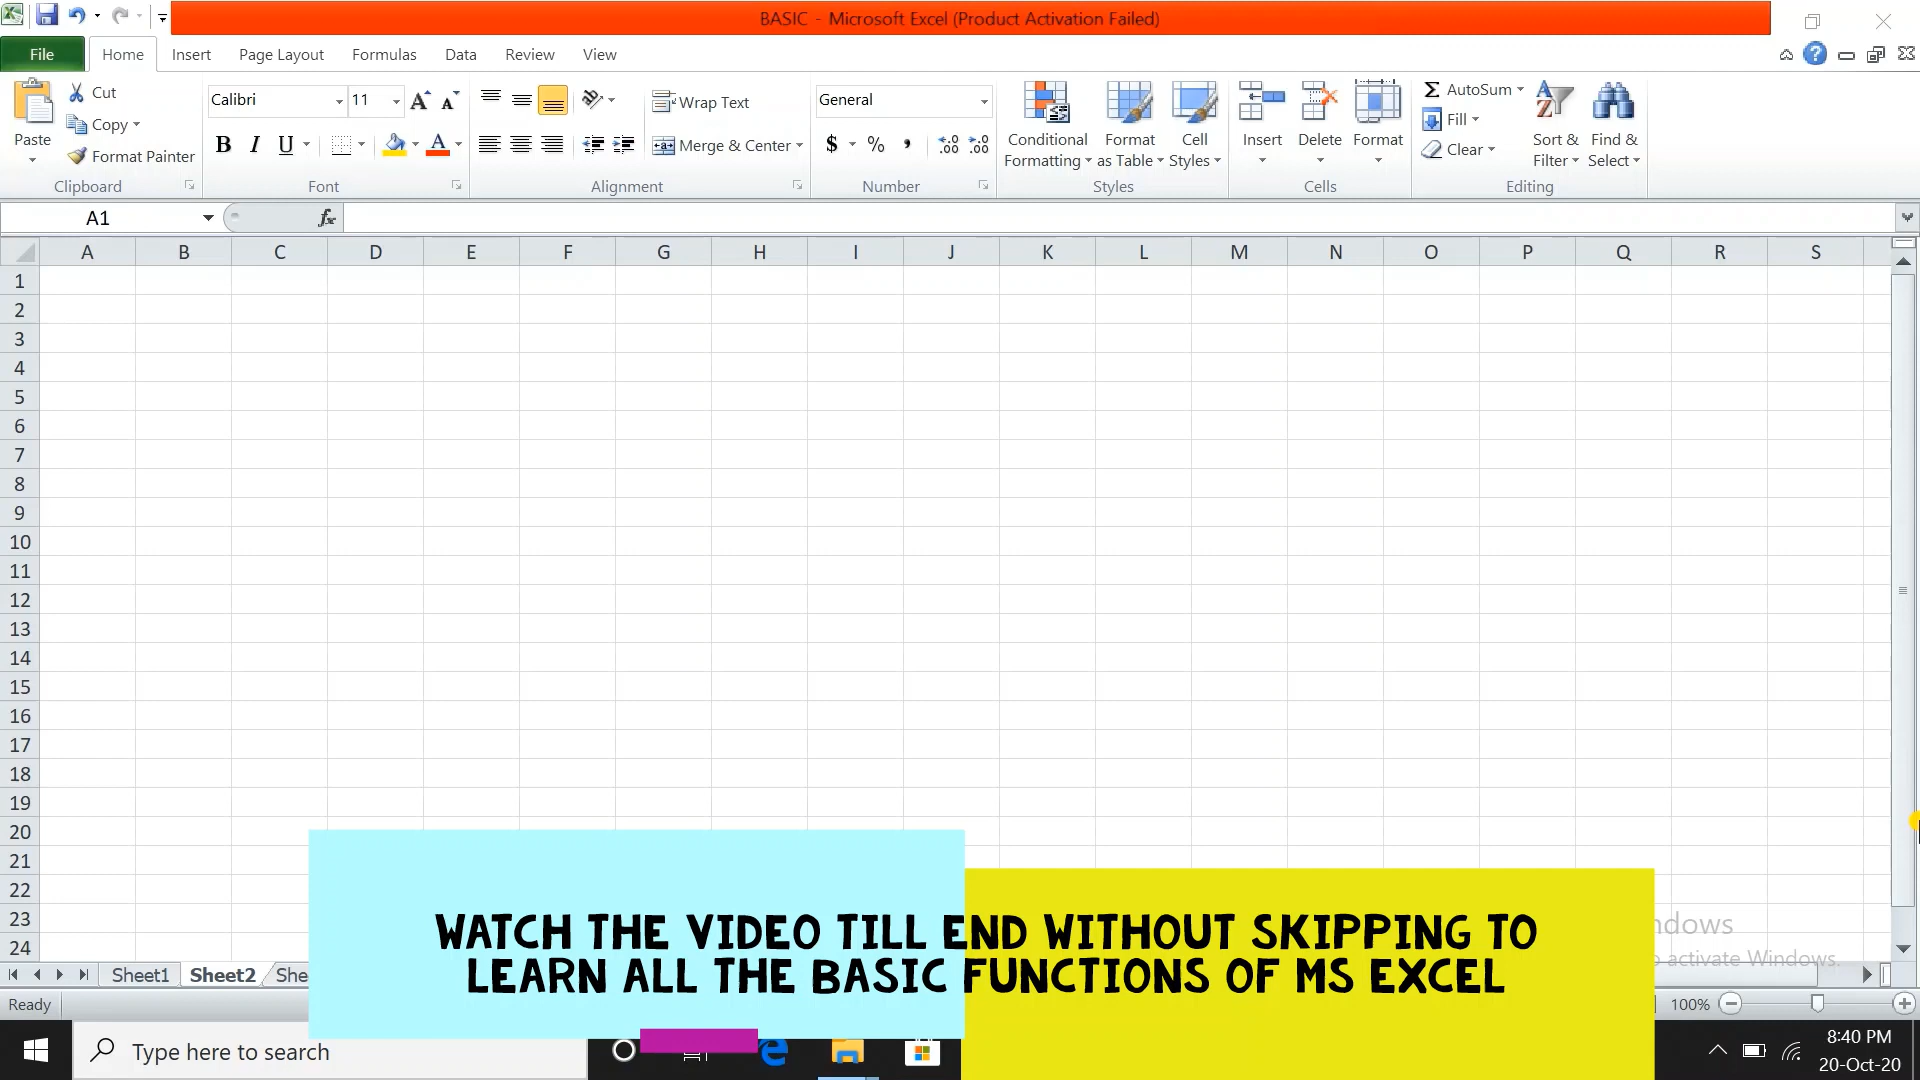 BASIC - Microsoft Excel (Product Activation Failed)
File Home Insert Page Layout Formulas Data Review View
Paste
Cut
Copy
Format Painter
Clipboard
Calibri 11
B I U A
Font
Wrap Text
Merge & Center
Alignment
General
$ % ,
Number
Conditional Formatting
Format as Table
Cell Styles
Styles
Insert Delete Format
Cells
AutoSum
Fill
Clear
Sort & Filter
Find & Select
Editing
A1 fx
A B C D E F G H I J K L M N O P Q R S
1
2
3
4
5
6
7
8
9
10
11
12
13
14
15
16
17
18
19
20
21
22
23
24
WATCH THE VIDEO TILL END WITHOUT SKIPPING TO
LEARN ALL THE BASIC FUNCTIONS OF MS EXCEL
ndows
activate Windows.
Sheet1 Sheet2 She
Ready 100%
Type here to search
8:40 PM
20-Oct-20